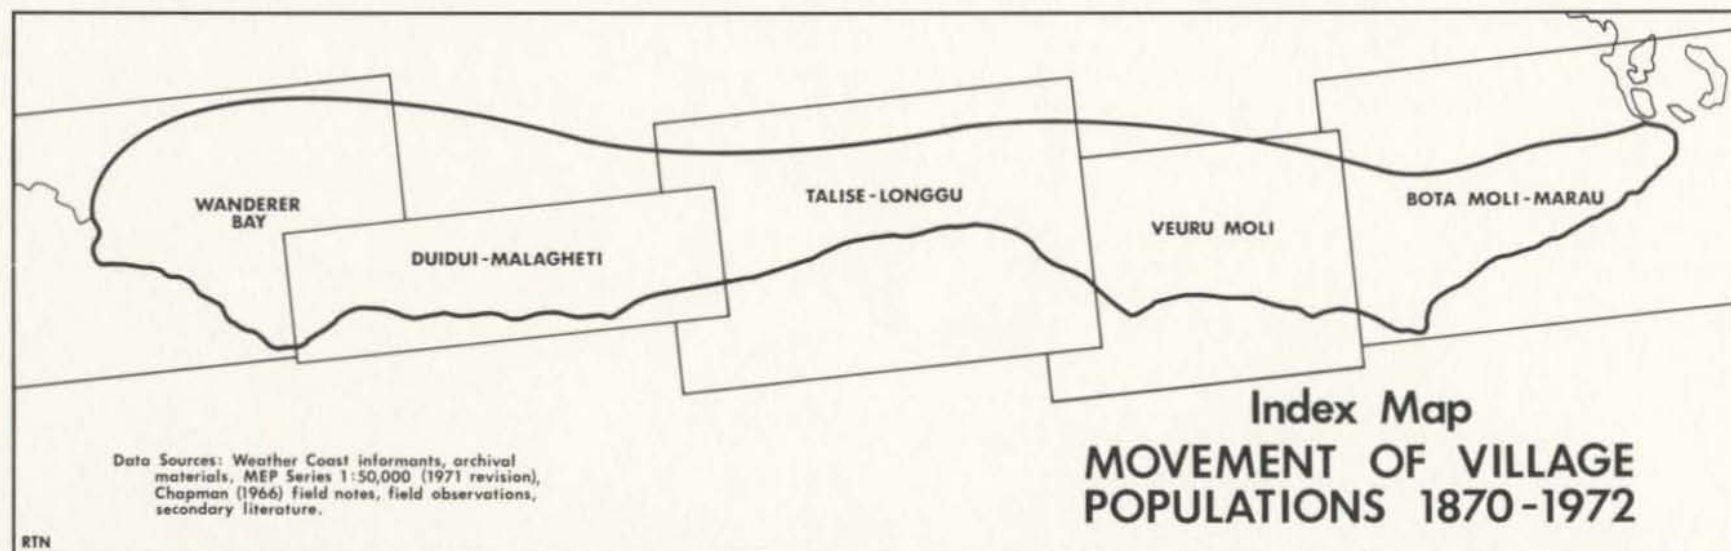 WANDERER
BAY
DUIDUI-MALAGHETI
TALISE-LONGGU
VEURU MOLI
BOTA MOLI-MARAU
Index Map
MOVEMENT OF VILLAGE
POPULATIONS 1870-1972
Data Sources: Weather Coast informants, archival
materials, MEP Series 1:50,000 (1971 revision),
Chapman (1966) field notes, field observations,
secondary literature.
RTN